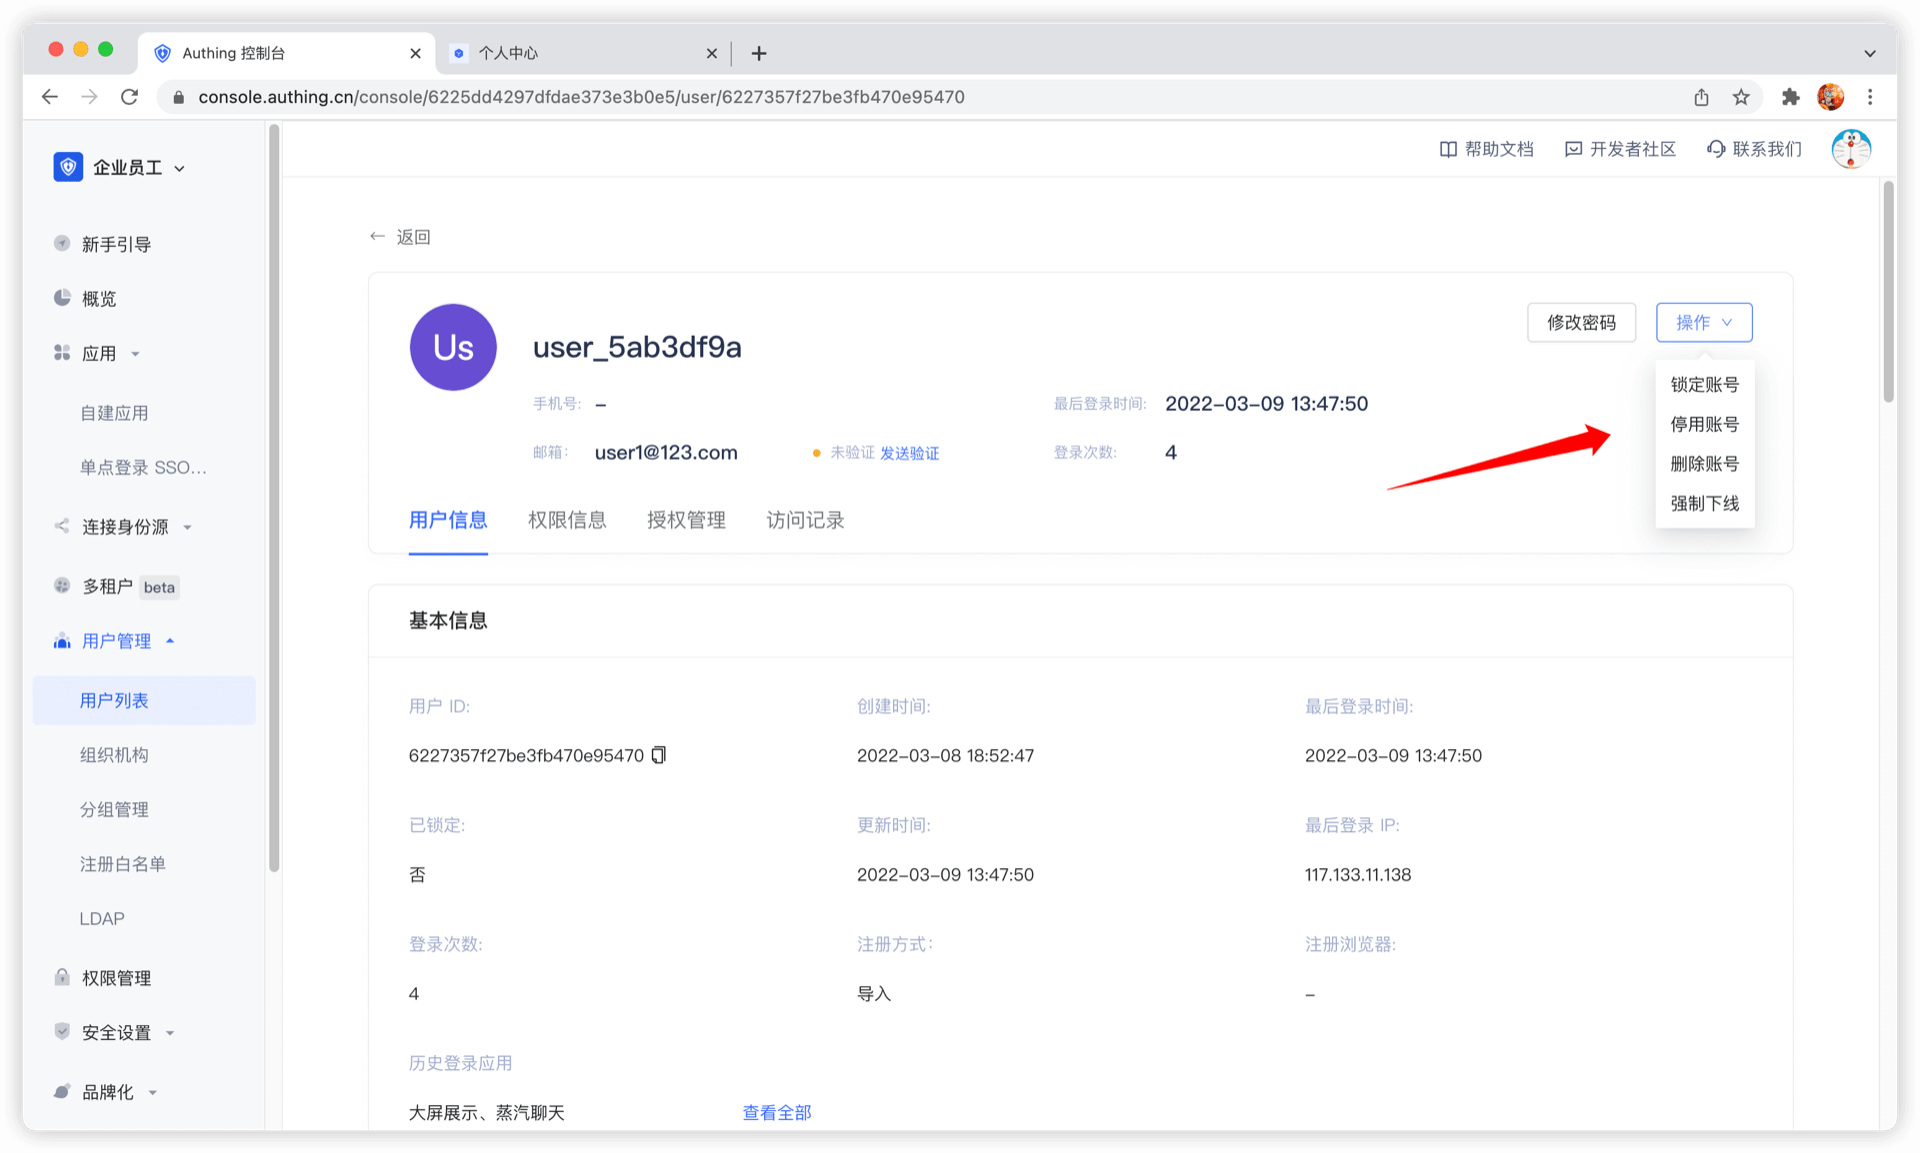 Authing 控制台
个人中心
console.authing.cn/console/6225dd4297dfdae373e3b0e5/user/6227357f27be3fb470e95470
企业员工
帮助文档
开发者社区
联系我们
新手引导
概览
应用
自建应用
单点登录 SSO...
连接身份源
多租户 beta
用户管理
用户列表
组织机构
分组管理
注册白名单
LDAP
权限管理
安全设置
品牌化
← 返回
Us
user_5ab3df9a
修改密码
操作
锁定账号
停用账号
删除账号
强制下线
手机号: –
最后登录时间: 2022–03–09 13:47:50
邮箱: user1@123.com
未验证 发送验证
登录次数: 4
用户信息
权限信息
授权管理
访问记录
基本信息
用户 ID:
创建时间:
最后登录时间:
6227357f27be3fb470e95470
2022–03–08 18:52:47
2022–03–09 13:47:50
已锁定:
更新时间:
最后登录 IP:
否
2022–03–09 13:47:50
117.133.11.138
登录次数:
注册方式:
注册浏览器:
4
导入
–
历史登录应用
大屏展示、蒸汽聊天
查看全部